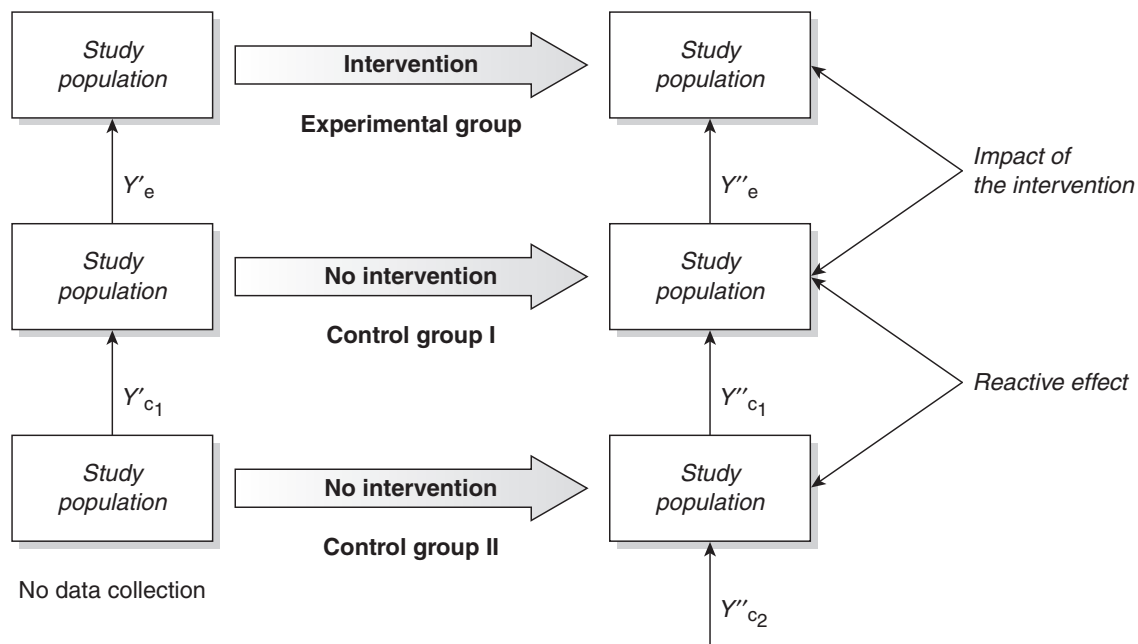 Study
population
Intervention
Experimental group
Study
population
Impact of
the intervention
Y′e
Y″e
Study
population
No intervention
Control group I
Study
population
Y′c1
Y″c1
Reactive effect
Study
population
No intervention
Control group II
Study
population
No data collection
Y″c2